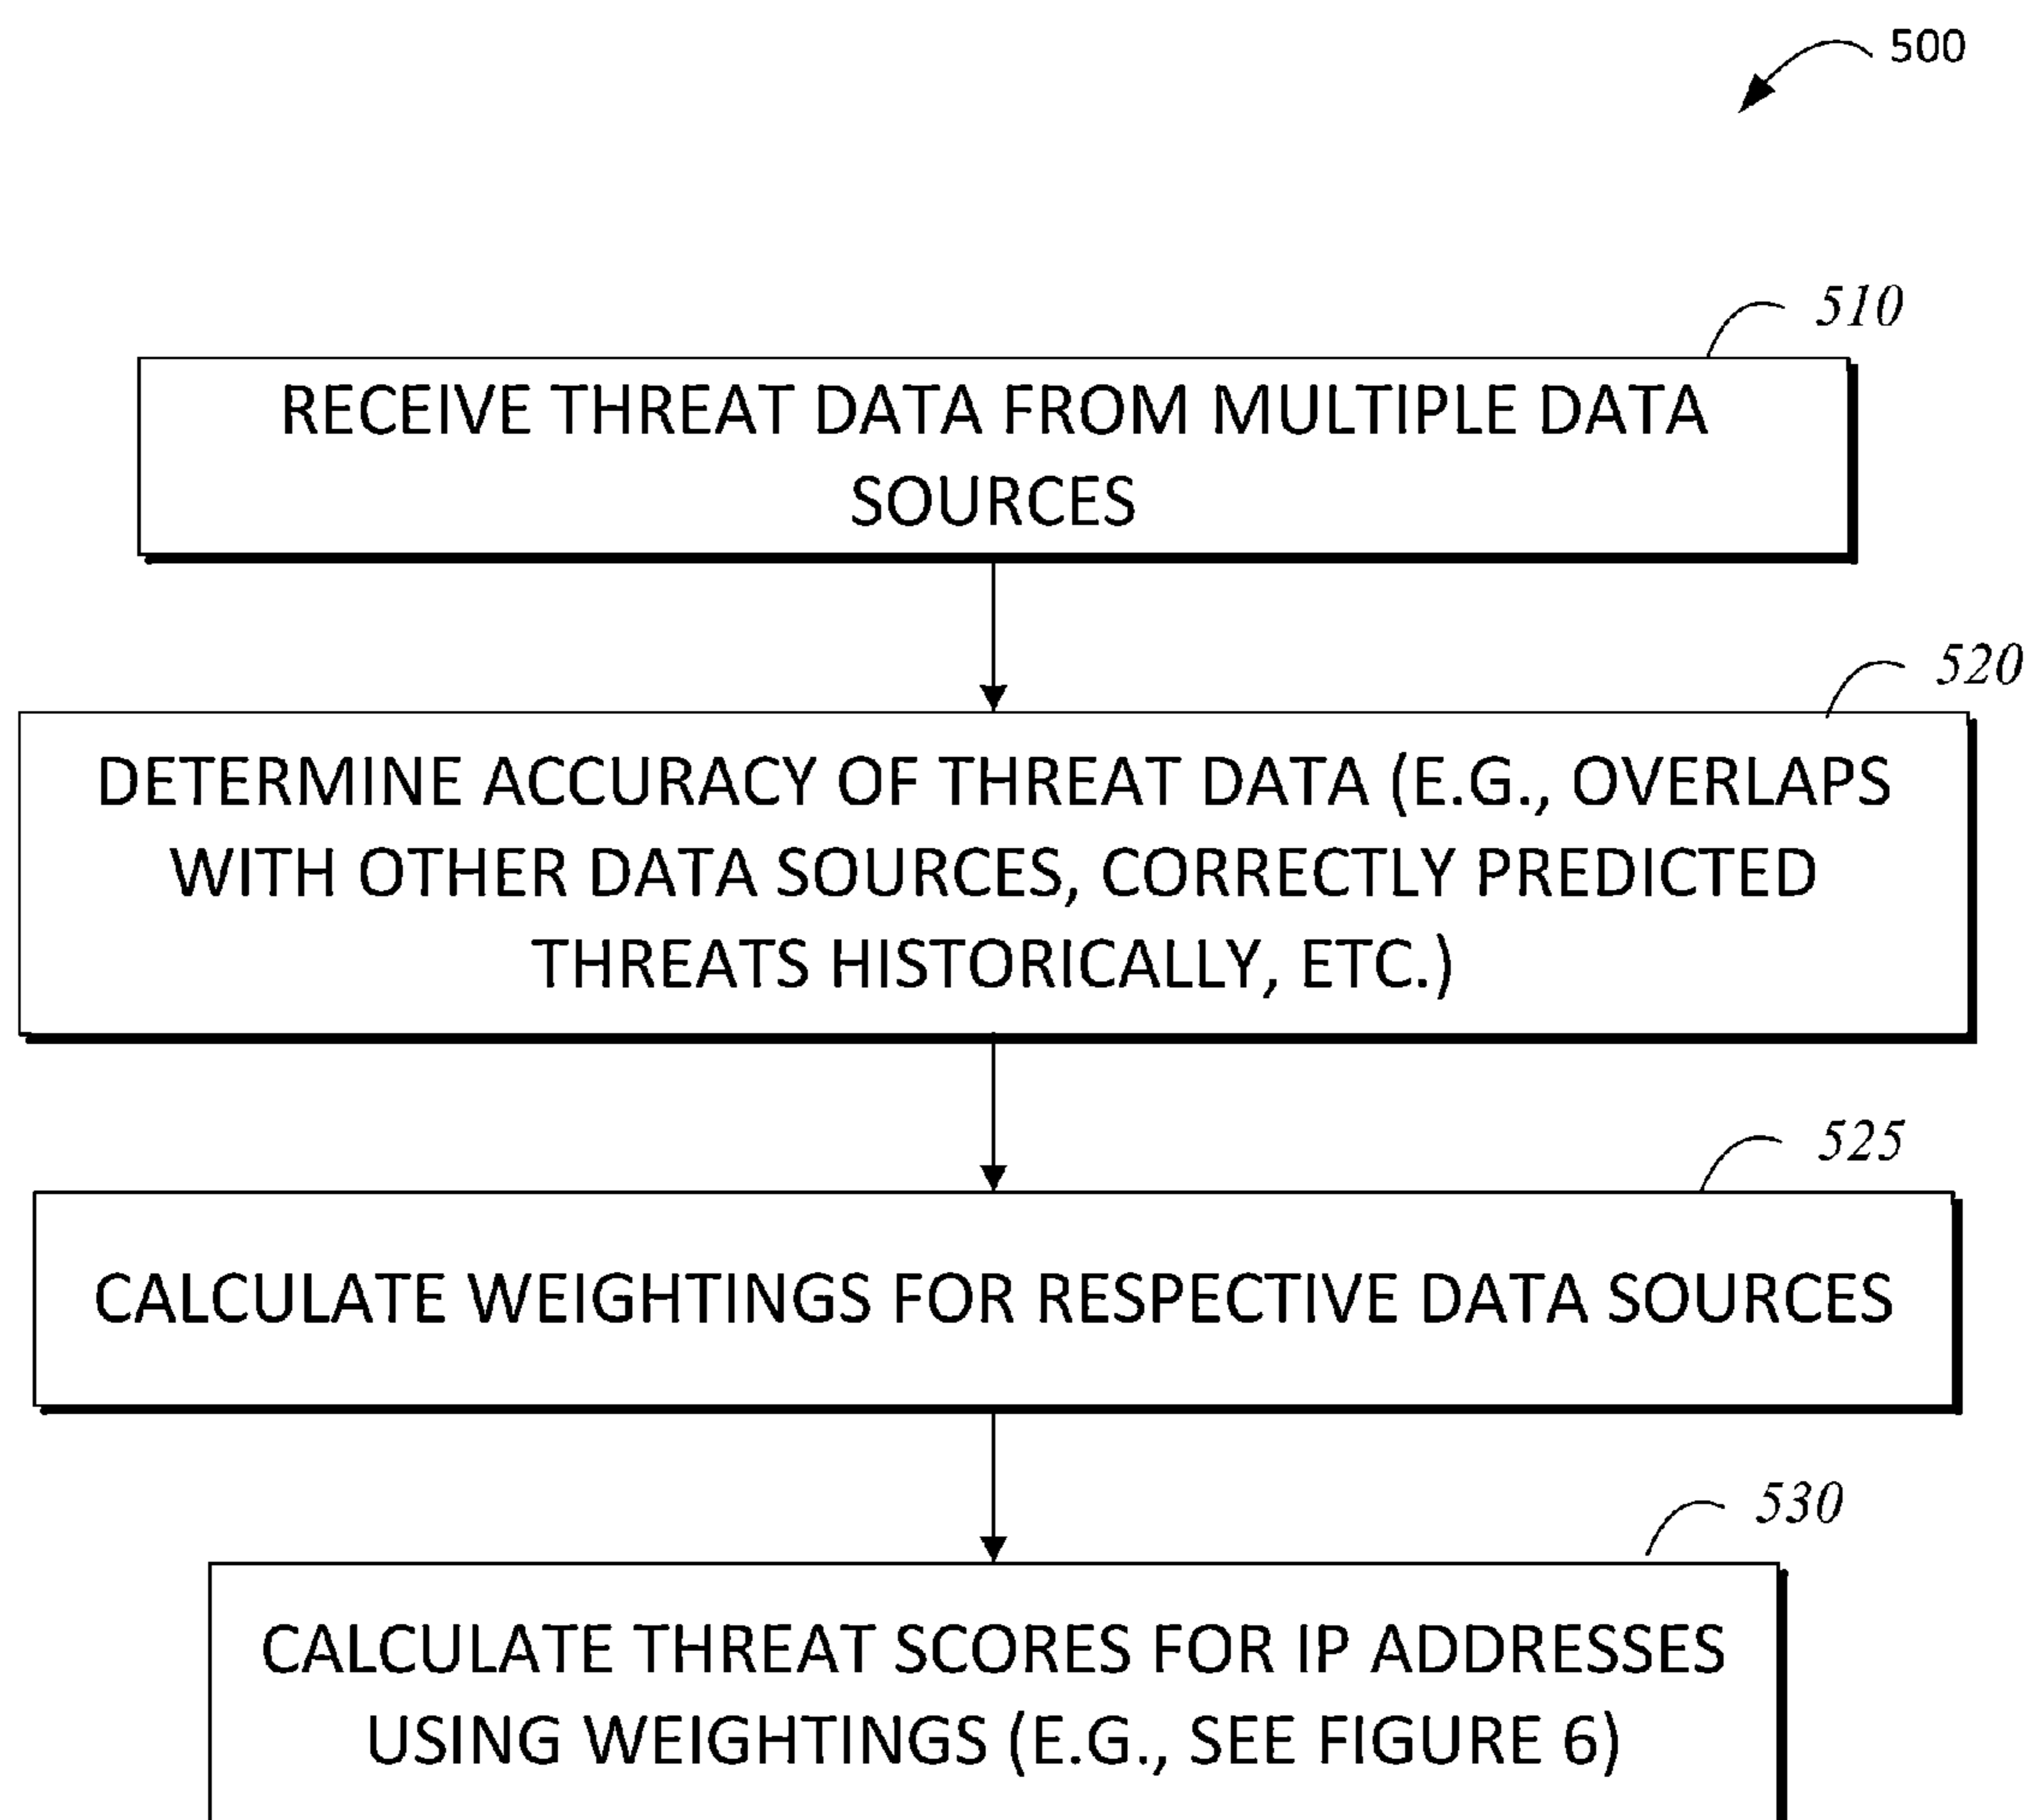 500
510
RECEIVE THREAT DATA FROM MULTIPLE DATA
SOURCES
520
DETERMINE ACCURACY OF THREAT DATA (E.G., OVERLAPS
WITH OTHER DATA SOURCES, CORRECTLY PREDICTED
THREATS HISTORICALLY, ETC.)
525
CALCULATE WEIGHTINGS FOR RESPECTIVE DATA SOURCES
530
CALCULATE THREAT SCORES FOR IP ADDRESSES
USING WEIGHTINGS (E.G., SEE FIGURE 6)